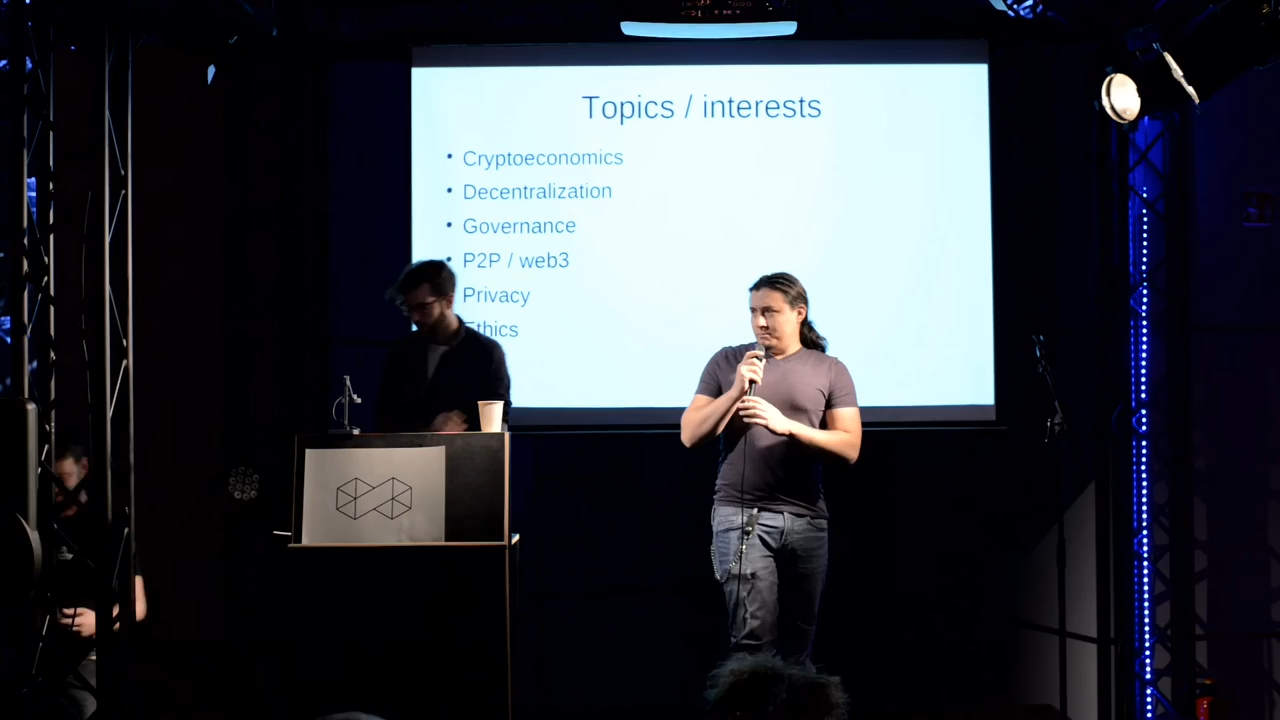 Topics / interests
• Cryptoeconomics
• Decentralization
• Governance
• P2P / web3
Privacy
Ethics